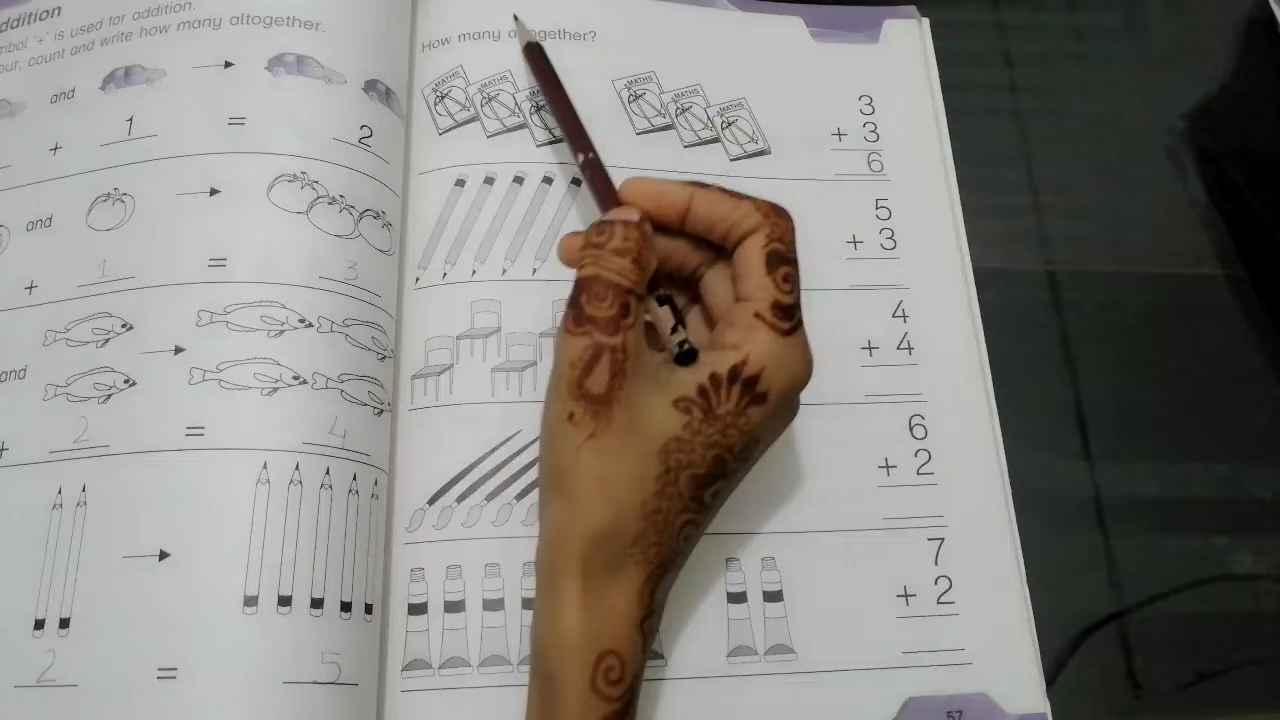 ddition
mbol '+' is used for addition.
our, count and write how many altogether.
and
+ 1 = 2
and
+ 1 = 3
and
+ 2 = 4
2 = 5
How many altogether?
MATHS MATHS MATHS MATHS MATHS
3
+ 3
6
5
+ 3
4
+ 4
6
+ 2
7
+ 2
57